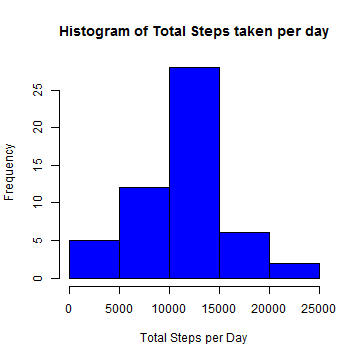 Histogram of Total Steps taken per day
Frequency
25
20
15
10
5
0
0 5000 10000 15000 20000 25000
Total Steps per Day